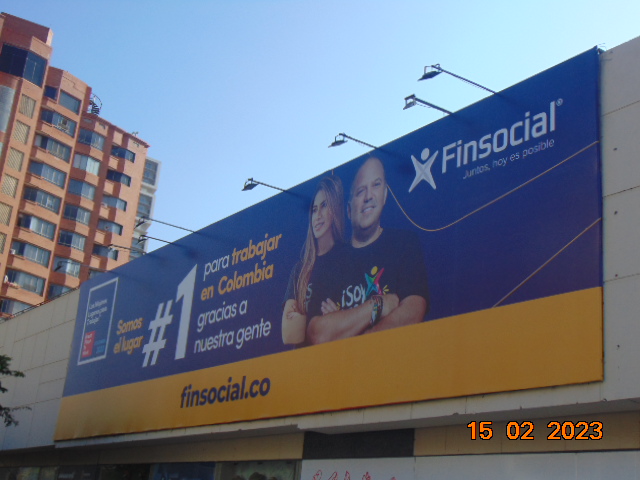 Finsocial®
Juntos, hoy es posible
Somos
el lugar
#1
para trabajar
en Colombia
gracias a
nuestra gente
¡Soy
finsocial.co
15 02 2023